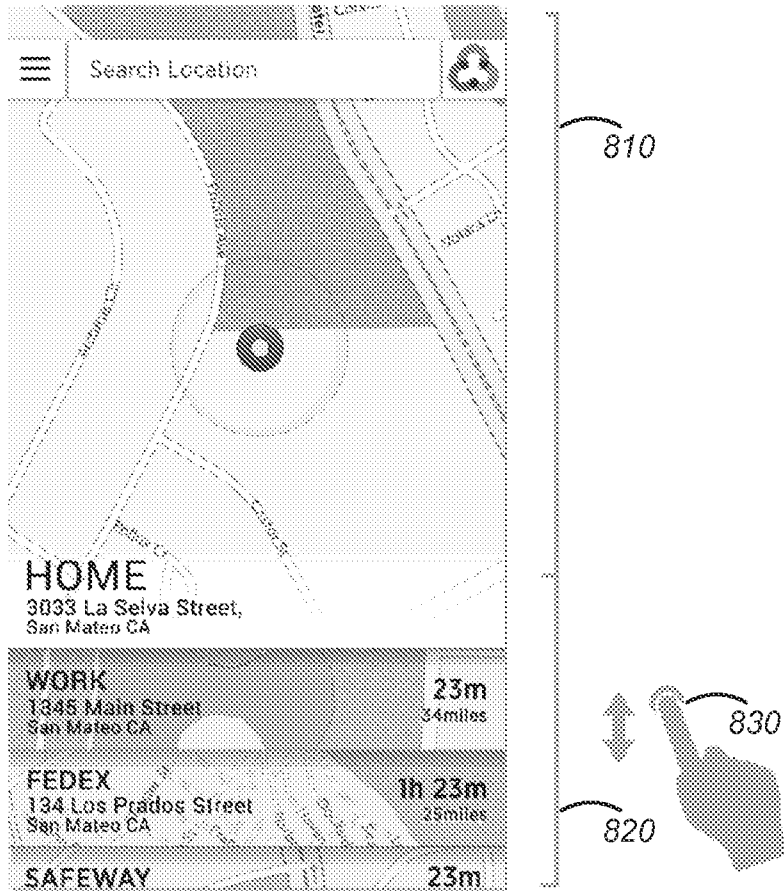 Search Location
810
HOME
3033 La Selva Street,
San Mateo CA
WORK
23m
1345 Main Street
34miles
San Mateo CA
830
FEDEX
1h 23m
134 Los Prados Street
35miles
San Mateo CA
820
SAFEWAY
23m